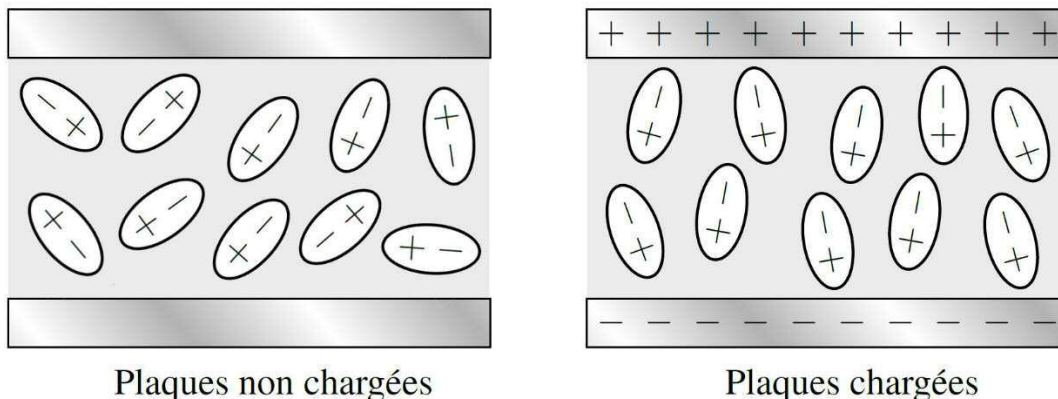 + + + + + + + + + +
− − − − − − − − − −
Plaques non chargées
Plaques chargées